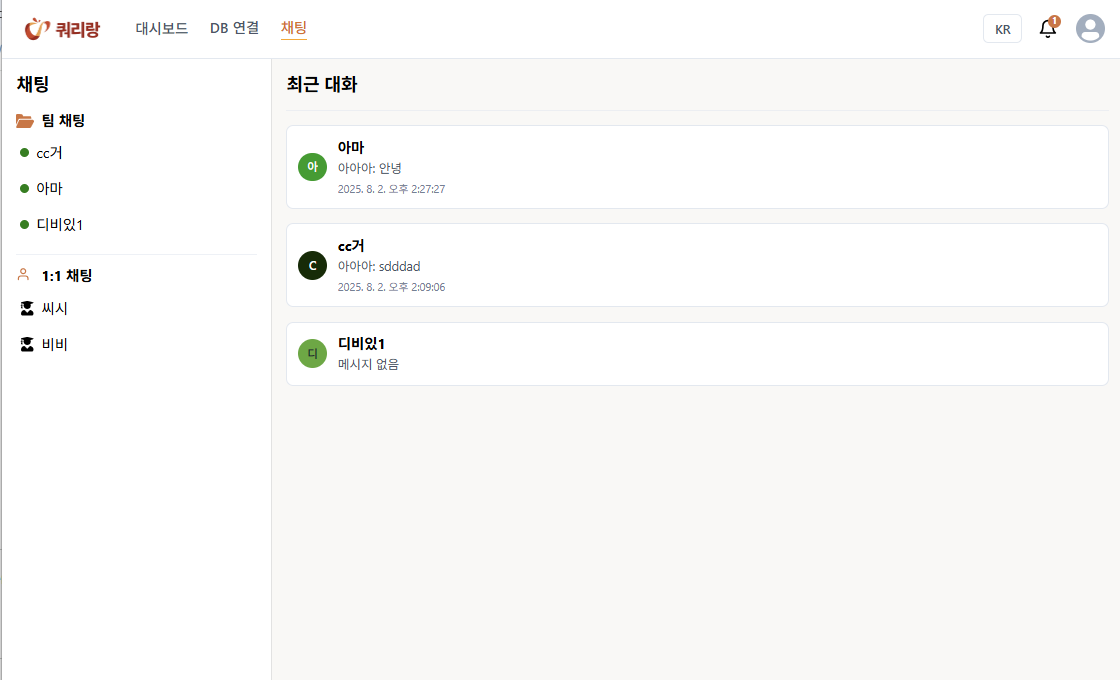 쿼리랑 대시보드 DB 연결 채팅 KR 1
채팅
팀 채팅
cc거
아마
디비있1
1:1 채팅
씨시
비비
최근 대화
아
아마
아아아: 안녕
2025. 8. 2. 오후 2:27:27
C
cc거
아아아: sdddad
2025. 8. 2. 오후 2:09:06
디
디비있1
메시지 없음